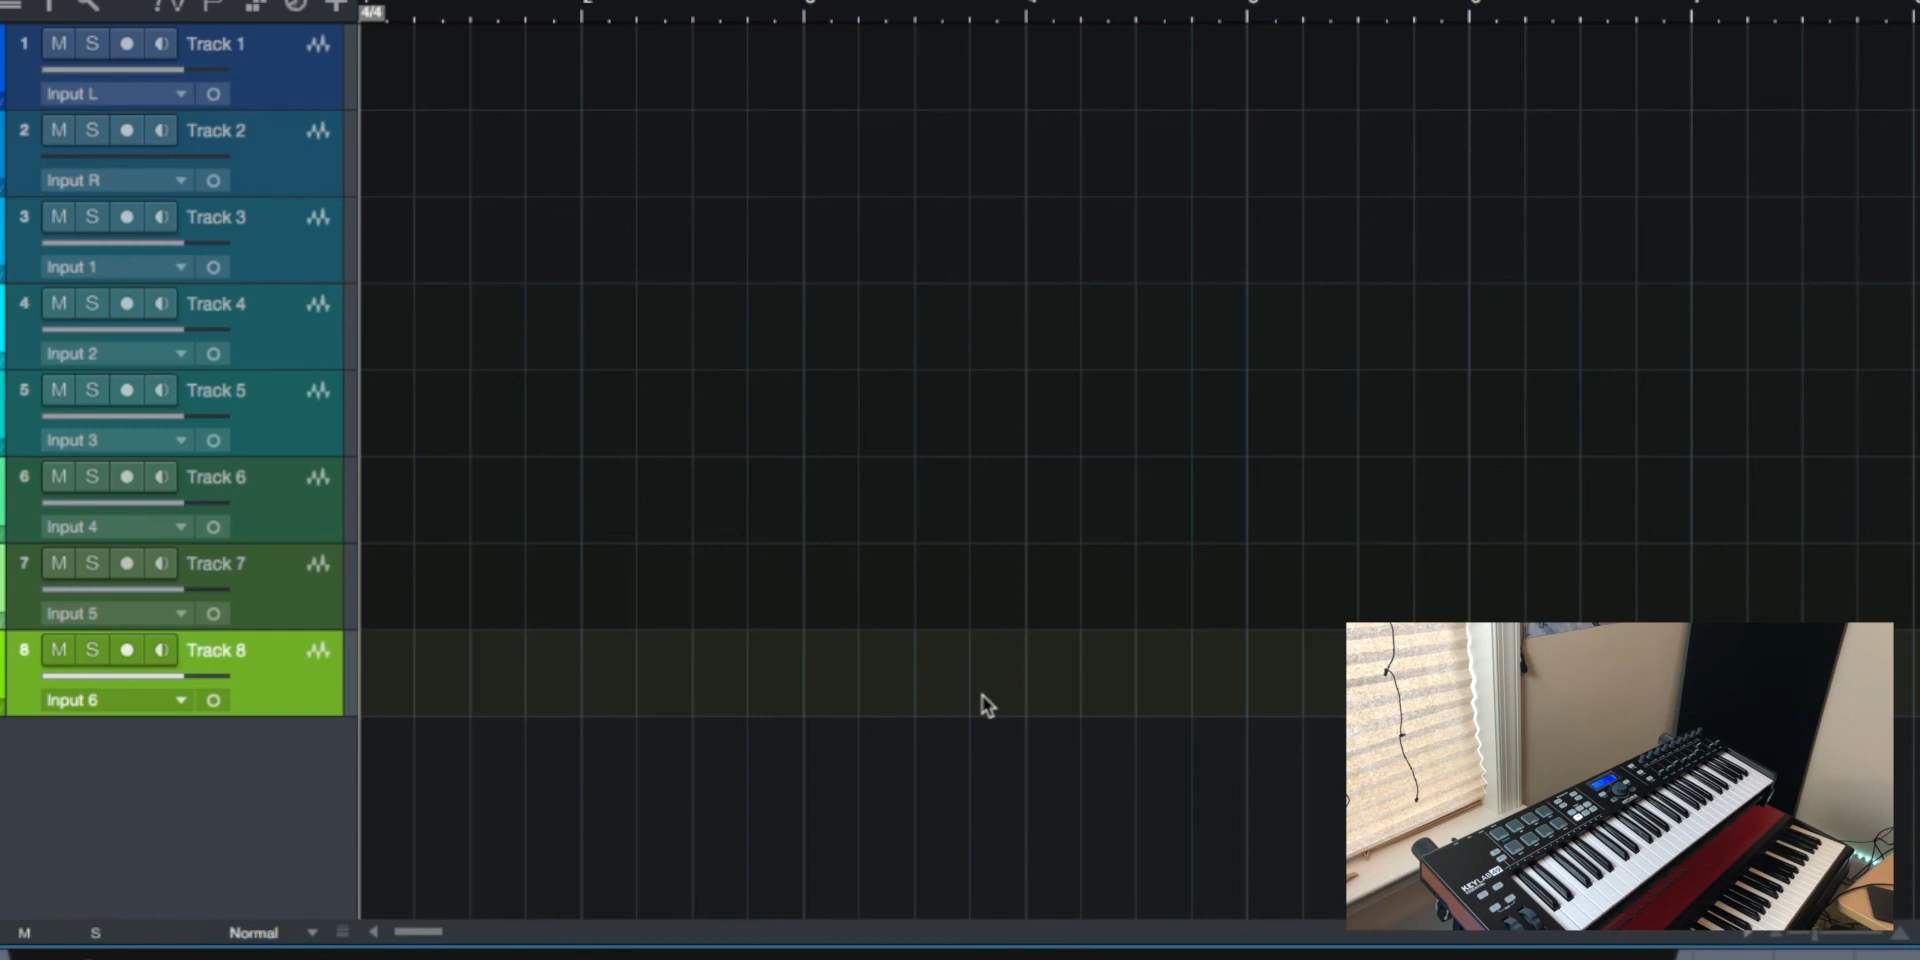 4/4
1 M S Track 1
Input L
2 M S Track 2
Input R
3 M S Track 3
Input 1
4 M S Track 4
Input 2
5 M S Track 5
Input 3
6 M S Track 6
Input 4
7 M S Track 7
Input 5
8 M S Track 8
Input 6
KEYLAB
M S Normal